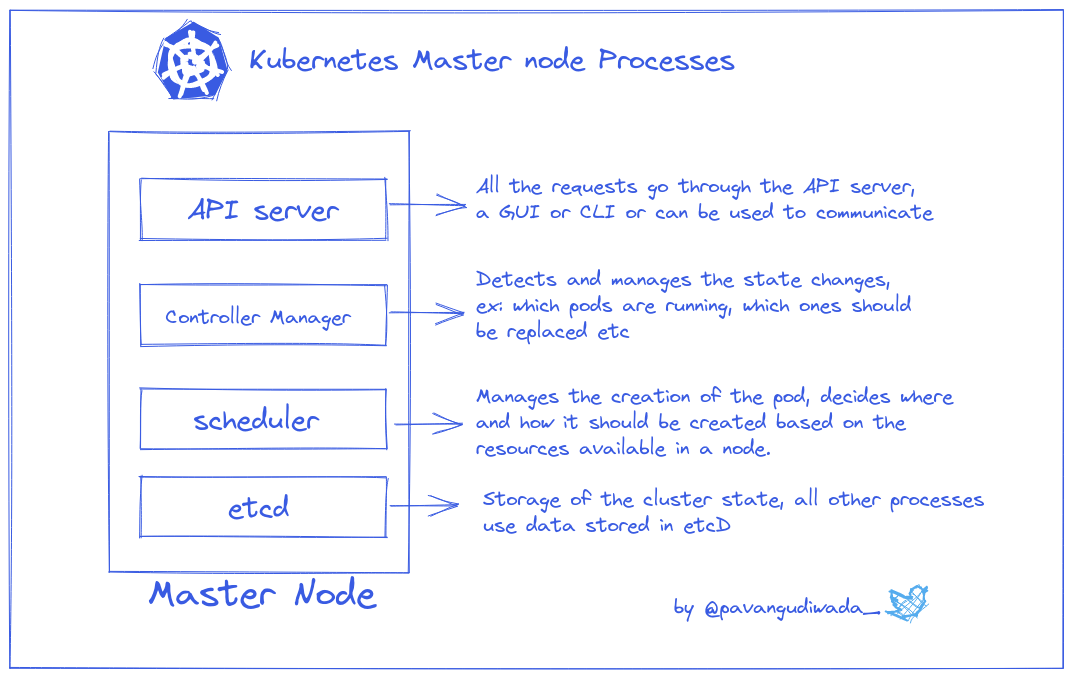 Kubernetes Master node Processes
API server
All the requests go through the API server,
a GUI or CLI or can be used to communicate
Controller Manager
Detects and manages the state changes,
ex: which pods are running, which ones should
be replaced etc
scheduler
Manages the creation of the pod, decides where
and how it should be created based on the
resources available in a node.
etcd
Storage of the cluster state, all other processes
use data stored in etcD
Master Node
by @pavangudiwada_